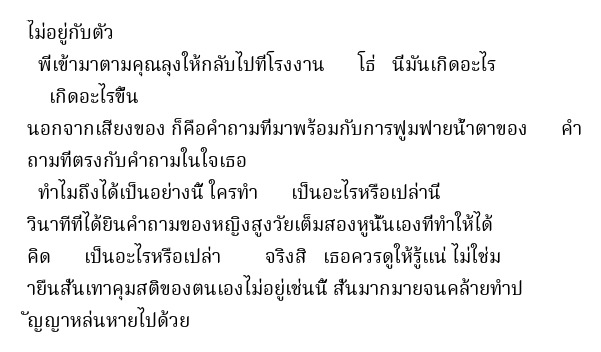 ไม่อยู่กับตัว
พี่เข้ามาตามคุณลุงให้กลับไปที่โรงงาน โธ่ นี่มันเกิดอะไร
เกิดอะไรขึ้น
นอกจากเสียงของ ก็คือคำถามที่มาพร้อมกับการฟูมฟายน้ำตาของ คำ
ถามที่ตรงกับคำถามในใจเธอ
ทำไมถึงได้เป็นอย่างนี้ ใครทำ เป็นอะไรหรือเปล่านี่
วินาทีที่ได้ยินคำถามของหญิงสูงวัยเต็มสองหูนั้นเองที่ทำให้ได้
คิด เป็นอะไรหรือเปล่า จริงสิ เธอควรดูให้รู้แน่ ไม่ใช่ม
ายืนสั่นเทาคุมสติของตนเองไม่อยู่เช่นนี้ สั่นมากมายจนคล้ายทำป
ัญญาหล่นหายไปด้วย